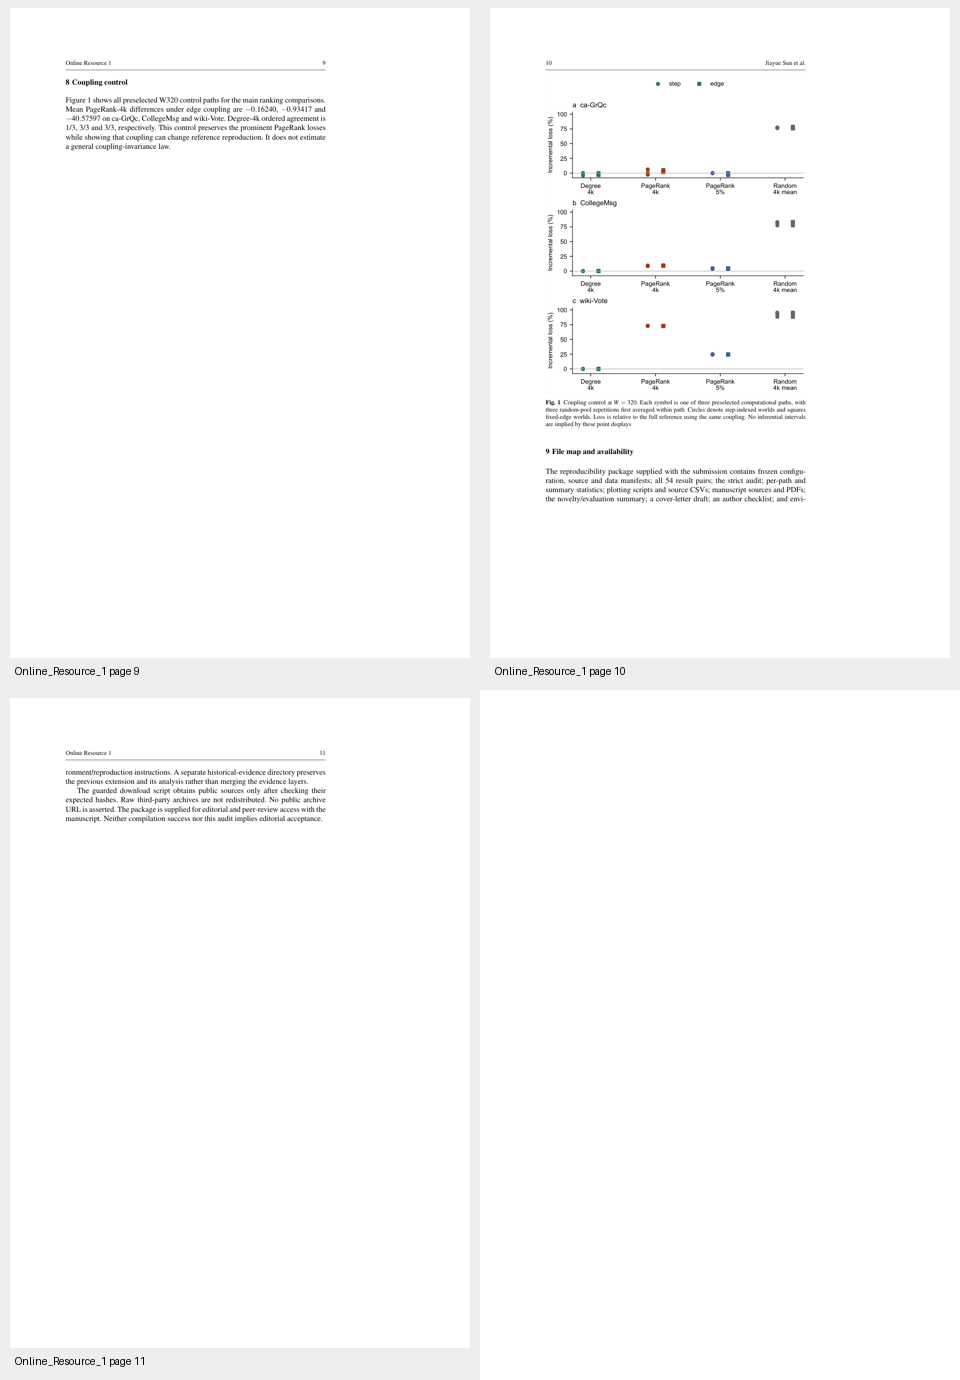 Online Resource 1 9
8 Coupling control
Figure 1 shows all preselected W320 control paths for the main ranking comparisons.
Mean PageRank-4k differences under edge coupling are −0.16240, −0.93417 and
−40.57597 on ca-GrQc, CollegeMsg and wiki-Vote. Degree-4k ordered agreement is
1/3, 3/3 and 3/3, respectively. This control preserves the prominent PageRank losses
while showing that coupling can change reference reproduction. It does not estimate
a general coupling-invariance law.
Online_Resource_1 page 9
10 Jiayue Sun et al.
step edge
a ca-GrQc
Incremental loss (%)
100
75
50
25
0
Degree PageRank PageRank Random
4k 4k 5% 4k mean
b CollegeMsg
Incremental loss (%)
100
75
50
25
0
Degree PageRank PageRank Random
4k 4k 5% 4k mean
c wiki-Vote
Incremental loss (%)
100
75
50
25
0
Degree PageRank PageRank Random
4k 4k 5% 4k mean
Fig. 1 Coupling control at W = 320. Each symbol is one of three preselected computational paths, with
three random-pool repetitions first averaged within path. Circles denote step-indexed worlds and squares
fixed-edge worlds. Loss is relative to the full reference using the same coupling. No inferential intervals
are implied by these point displays
9 File map and availability
The reproducibility package supplied with the submission contains frozen configu-
ration, source and data manifests; all 54 result pairs; the strict audit; per-path and
summary statistics; plotting scripts and source CSVs; manuscript sources and PDFs;
the novelty/evaluation summary; a cover-letter draft; an author checklist; and envi-
Online_Resource_1 page 10
Online Resource 1 11
ronment/reproduction instructions. A separate historical-evidence directory preserves
the previous extension and its analysis rather than merging the evidence layers.
The guarded download script obtains public sources only after checking their
expected hashes. Raw third-party archives are not redistributed. No public archive
URL is asserted. The package is supplied for editorial and peer-review access with the
manuscript. Neither compilation success nor this audit implies editorial acceptance.
Online_Resource_1 page 11